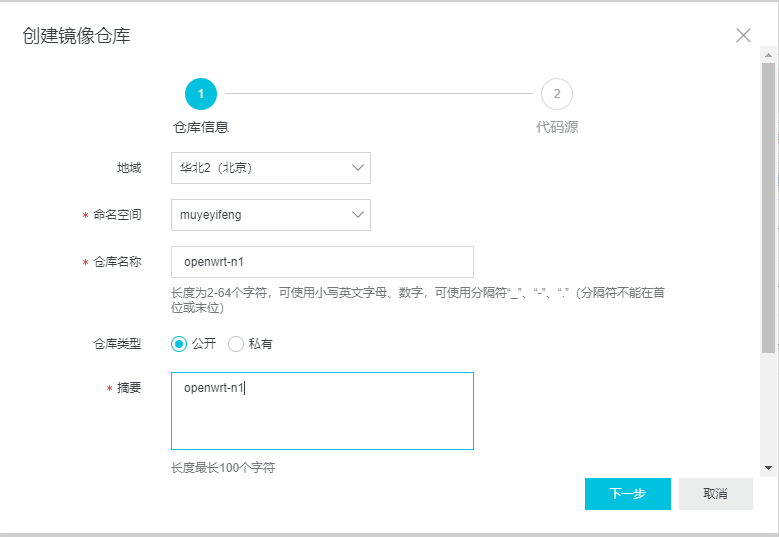 创建镜像仓库
1
2
仓库信息
代码源
地域
华北2（北京）
* 命名空间
muyeyifeng
* 仓库名称
openwrt-n1
长度为2-64个字符，可使用小写英文字母、数字，可使用分隔符“_”、“-”、“.”（分隔符不能在首
位或末位）
仓库类型
公开
私有
* 摘要
openwrt-n1
长度最长100个字符
下一步
取消